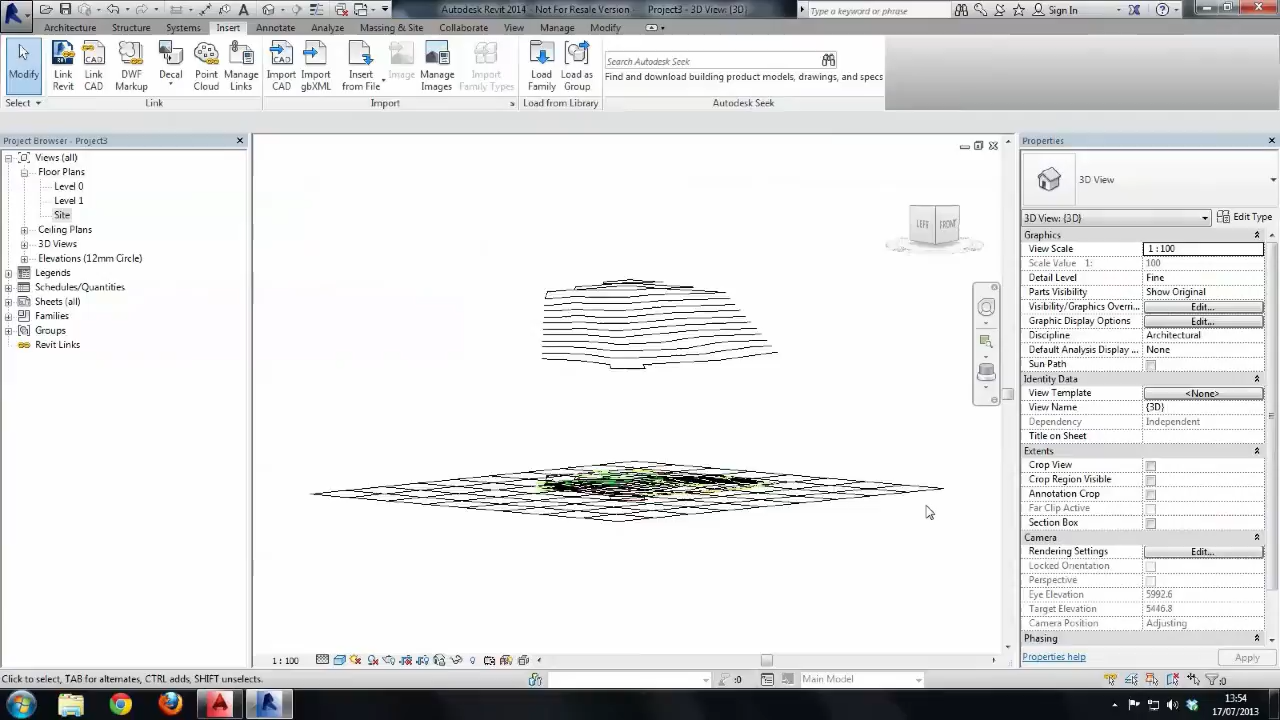 Autodesk Revit 2014 - Not For Resale Version - Project3 - 3D View: {3D}
Type a keyword or phrase
Sign In
Architecture Structure Systems Insert Annotate Analyze Massing & Site Collaborate View Manage Modify
Modify
Link Revit
Link CAD
DWF Markup
Decal
Point Cloud
Manage Links
Import CAD
Import gbXML
Insert from File
Image
Manage Images
Import Family Types
Load Family
Load as Group
Search Autodesk Seek
Find and download building product models, drawings, and specs
Select Link Import Load from Library Autodesk Seek
Project Browser - Project3
Views (all)
Floor Plans
Level 0
Level 1
Site
Ceiling Plans
3D Views
Elevations (12mm Circle)
Legends
Schedules/Quantities
Sheets (all)
Families
Groups
Revit Links
LEFT FRONT
Properties
3D View
3D View: {3D} Edit Type
Graphics
View Scale 1 : 100
Scale Value 1: 100
Detail Level Fine
Parts Visibility Show Original
Visibility/Graphics Overri... Edit...
Graphic Display Options Edit...
Discipline Architectural
Default Analysis Display ... None
Sun Path
Identity Data
View Template <None>
View Name {3D}
Dependency Independent
Title on Sheet
Extents
Crop View
Crop Region Visible
Annotation Crop
Far Clip Active
Section Box
Camera
Rendering Settings Edit...
Locked Orientation
Perspective
Eye Elevation 5992.6
Target Elevation 5446.8
Camera Position Adjusting
Phasing
Properties help Apply
1 : 100
Click to select, TAB for alternates, CTRL adds, SHIFT unselects.
:0
Main Model
:0
13:54
17/07/2013